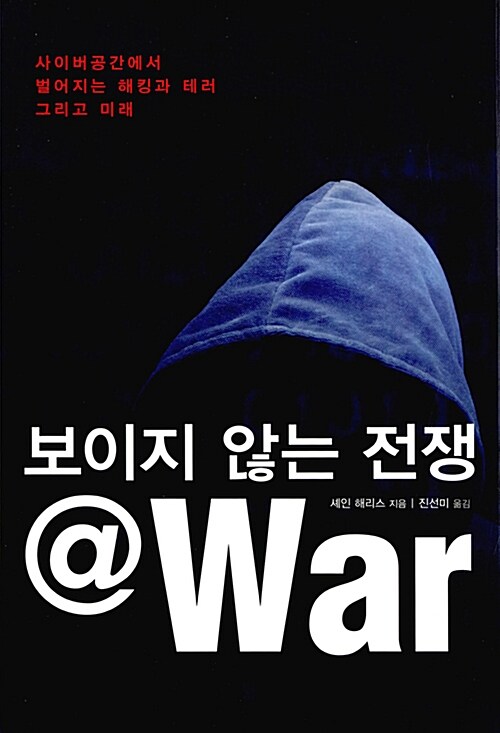 사이버공간에서
벌어지는 해킹과 테러
그리고 미래
보이지 않는 전쟁
셰인 해리스 지음 | 진선미 옮김
@War